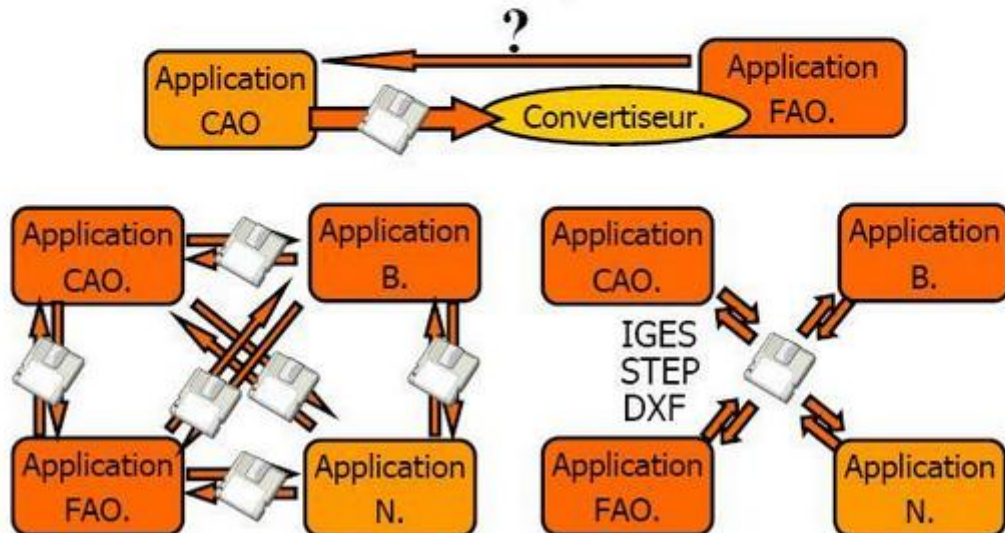 ?
Application
CAO
Convertiseur.
Application
FAO.
Application
CAO.
Application
B.
Application
FAO.
Application
N.
Application
CAO.
Application
B.
IGES
STEP
DXF
Application
FAO.
Application
N.